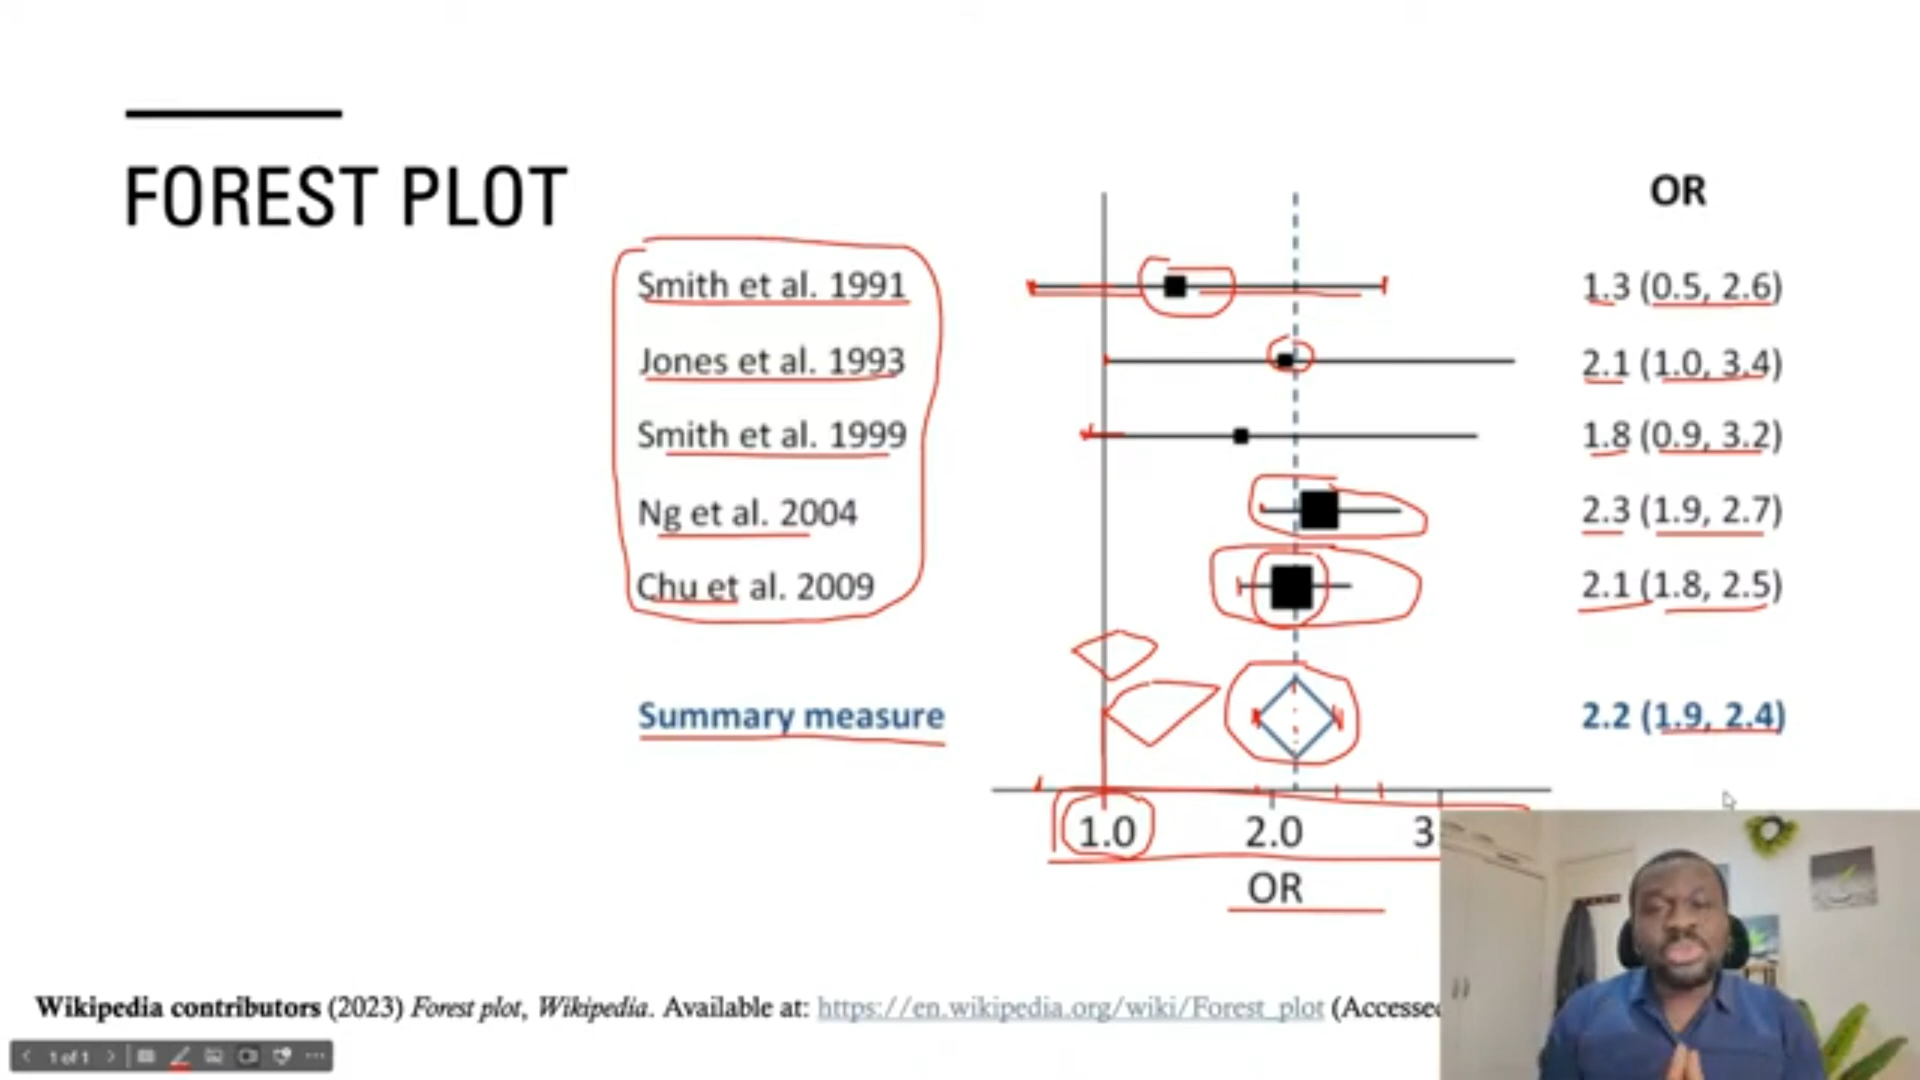 FOREST PLOT
OR
Smith et al. 1991 1.3 (0.5, 2.6)
Jones et al. 1993 2.1 (1.0, 3.4)
Smith et al. 1999 1.8 (0.9, 3.2)
Ng et al. 2004 2.3 (1.9, 2.7)
Chu et al. 2009 2.1 (1.8, 2.5)
Summary measure 2.2 (1.9, 2.4)
1.0 2.0 3
OR
Wikipedia contributors (2023) Forest plot, Wikipedia. Available at: https://en.wikipedia.org/wiki/Forest_plot (Accessed
1 of 1